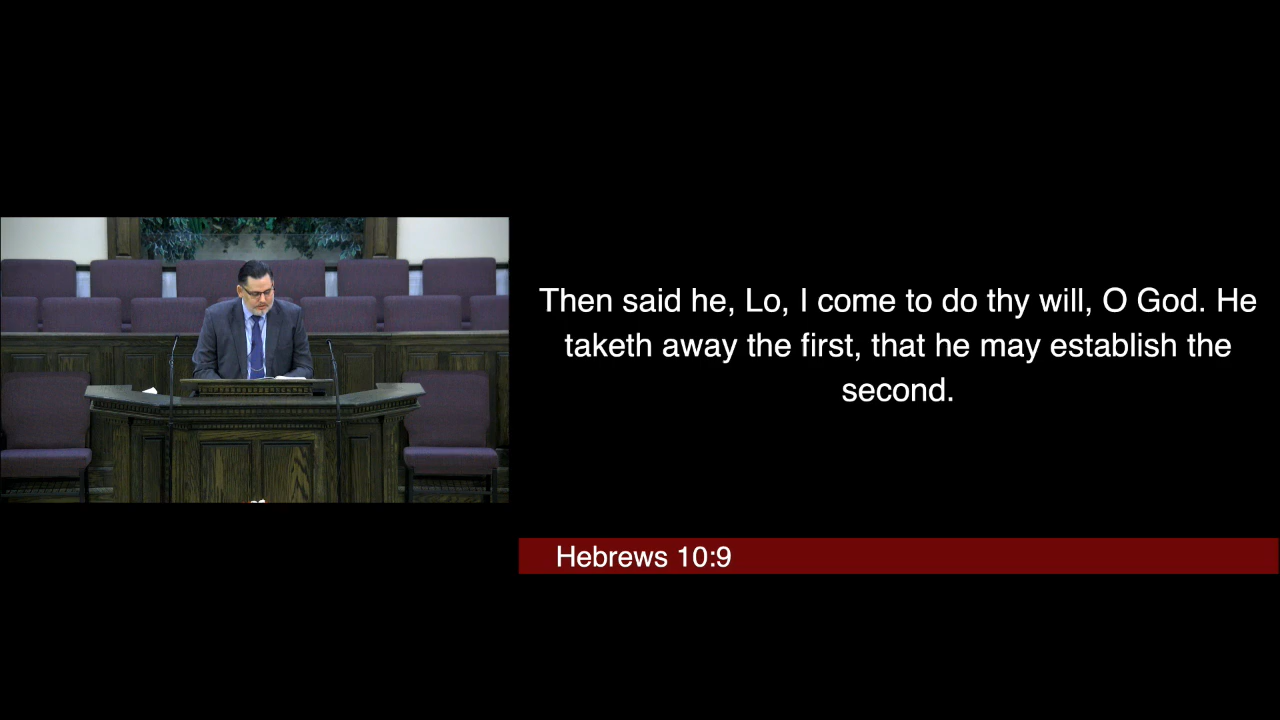 Then said he, Lo, I come to do thy will, O God. He
taketh away the first, that he may establish the
second.
Hebrews 10:9